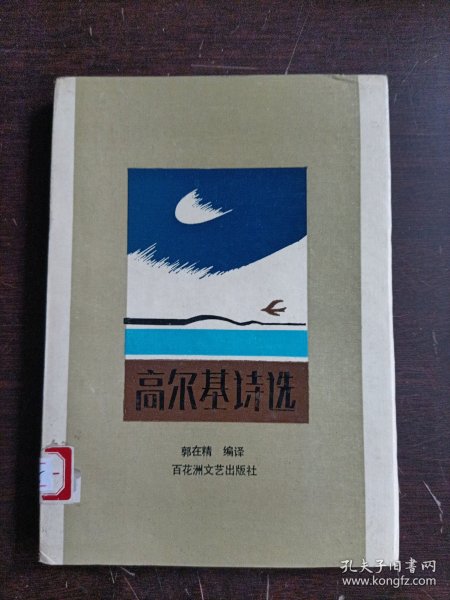 高尔基诗选
郭在精 编译
百花洲文艺出版社
孔夫子旧书网
www.kongfz.com